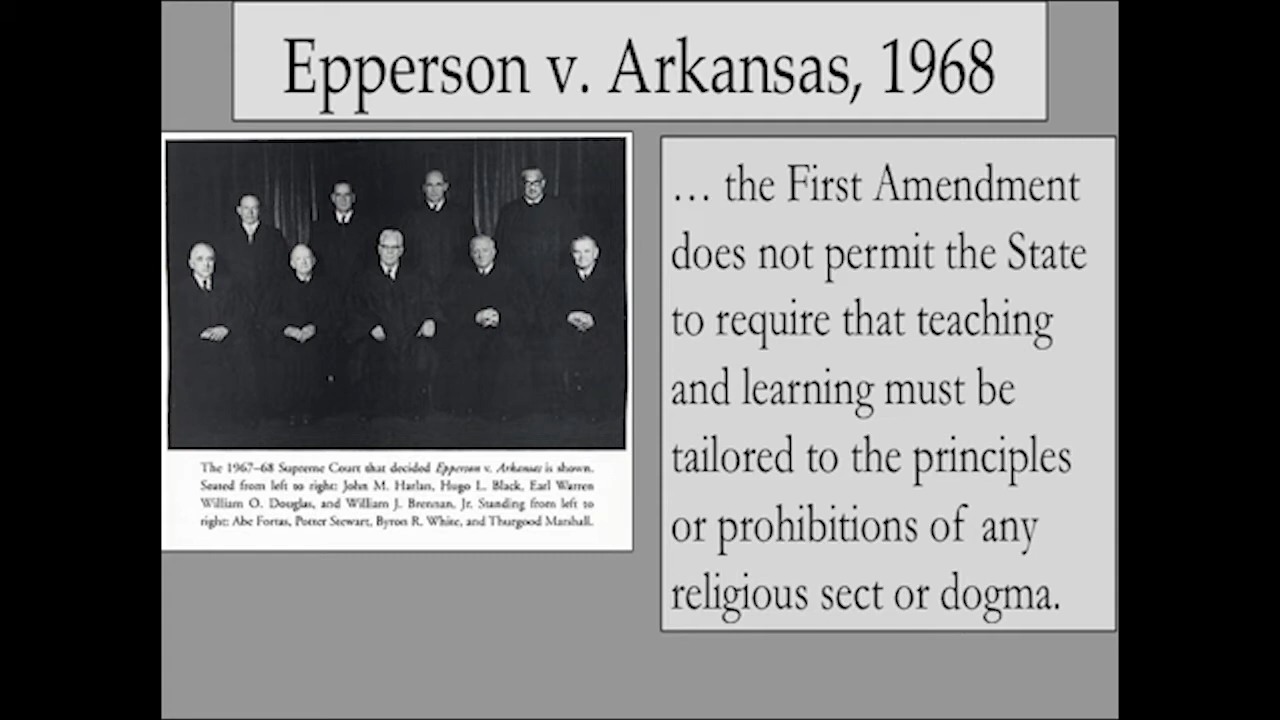 Epperson v. Arkansas, 1968
The 1967–68 Supreme Court that decided Epperson v. Arkansas is shown.
Seated from left to right: John M. Harlan, Hugo L. Black, Earl Warren
William O. Douglas, and William J. Brennan, Jr. Standing from left to
right: Abe Fortas, Potter Stewart, Byron R. White, and Thurgood Marshall.
… the First Amendment
does not permit the State
to require that teaching
and learning must be
tailored to the principles
or prohibitions of any
religious sect or dogma.